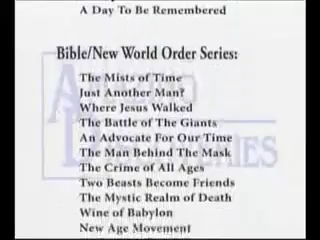 A Day To Be Remembered
Bible/New World Order Series:
The Mists of Time
Just Another Man?
Where Jesus Walked
The Battle of The Giants
An Advocate For Our Time
The Man Behind The Mask
The Crime of All Ages
Two Beasts Become Friends
The Mystic Realm of Death
Wine of Babylon
New Age Movement